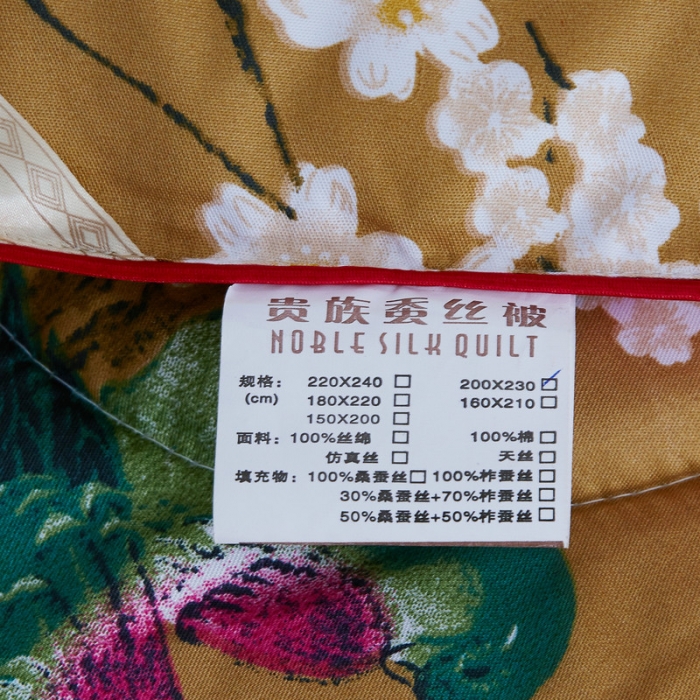 贵族蚕丝被
NOBLE SILK QUILT
规格: 220X240 □ 200X230 ☑
(cm) 180X220 □ 160X210 □
150X200 □
面料: 100%丝绵 □ 100%棉 □
仿真丝 □ 天丝 □
填充物: 100%桑蚕丝 □ 100%柞蚕丝 □
30%桑蚕丝+70%柞蚕丝 □
50%桑蚕丝+50%柞蚕丝 □